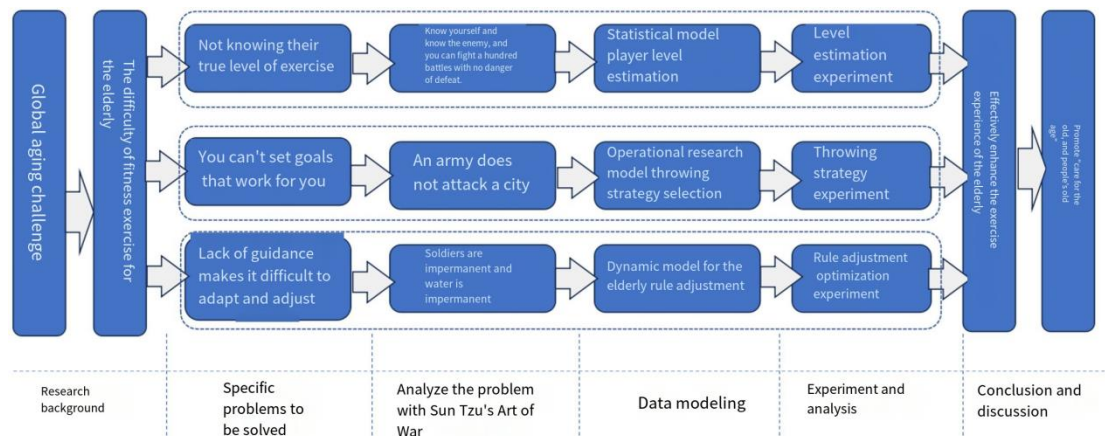 Global aging challenge
The difficulty of fitness exercise for
the elderly
Not knowing their
true level of exercise
Know yourself and
know the enemy, and
you can fight a hundred
battles with no danger
of defeat.
Statistical model
player level
estimation
Level
estimation
experiment
You can't set goals
that work for you
An army does
not attack a city
Operational research
model throwing
strategy selection
Throwing
strategy
experiment
Lack of guidance
makes it difficult to
adapt and adjust
Soldiers are
impermanent and
water is
impermanent
Dynamic model for the
elderly rule adjustment
Rule adjustment
optimization
experiment
Effectively enhance the exercise
experience of the elderly
Promote "care for the
old, and people's old
age"
Research
background
Specific
problems to
be solved
Analyze the problem
with Sun Tzu's Art of
War
Data modeling
Experiment and
analysis
Conclusion and
discussion